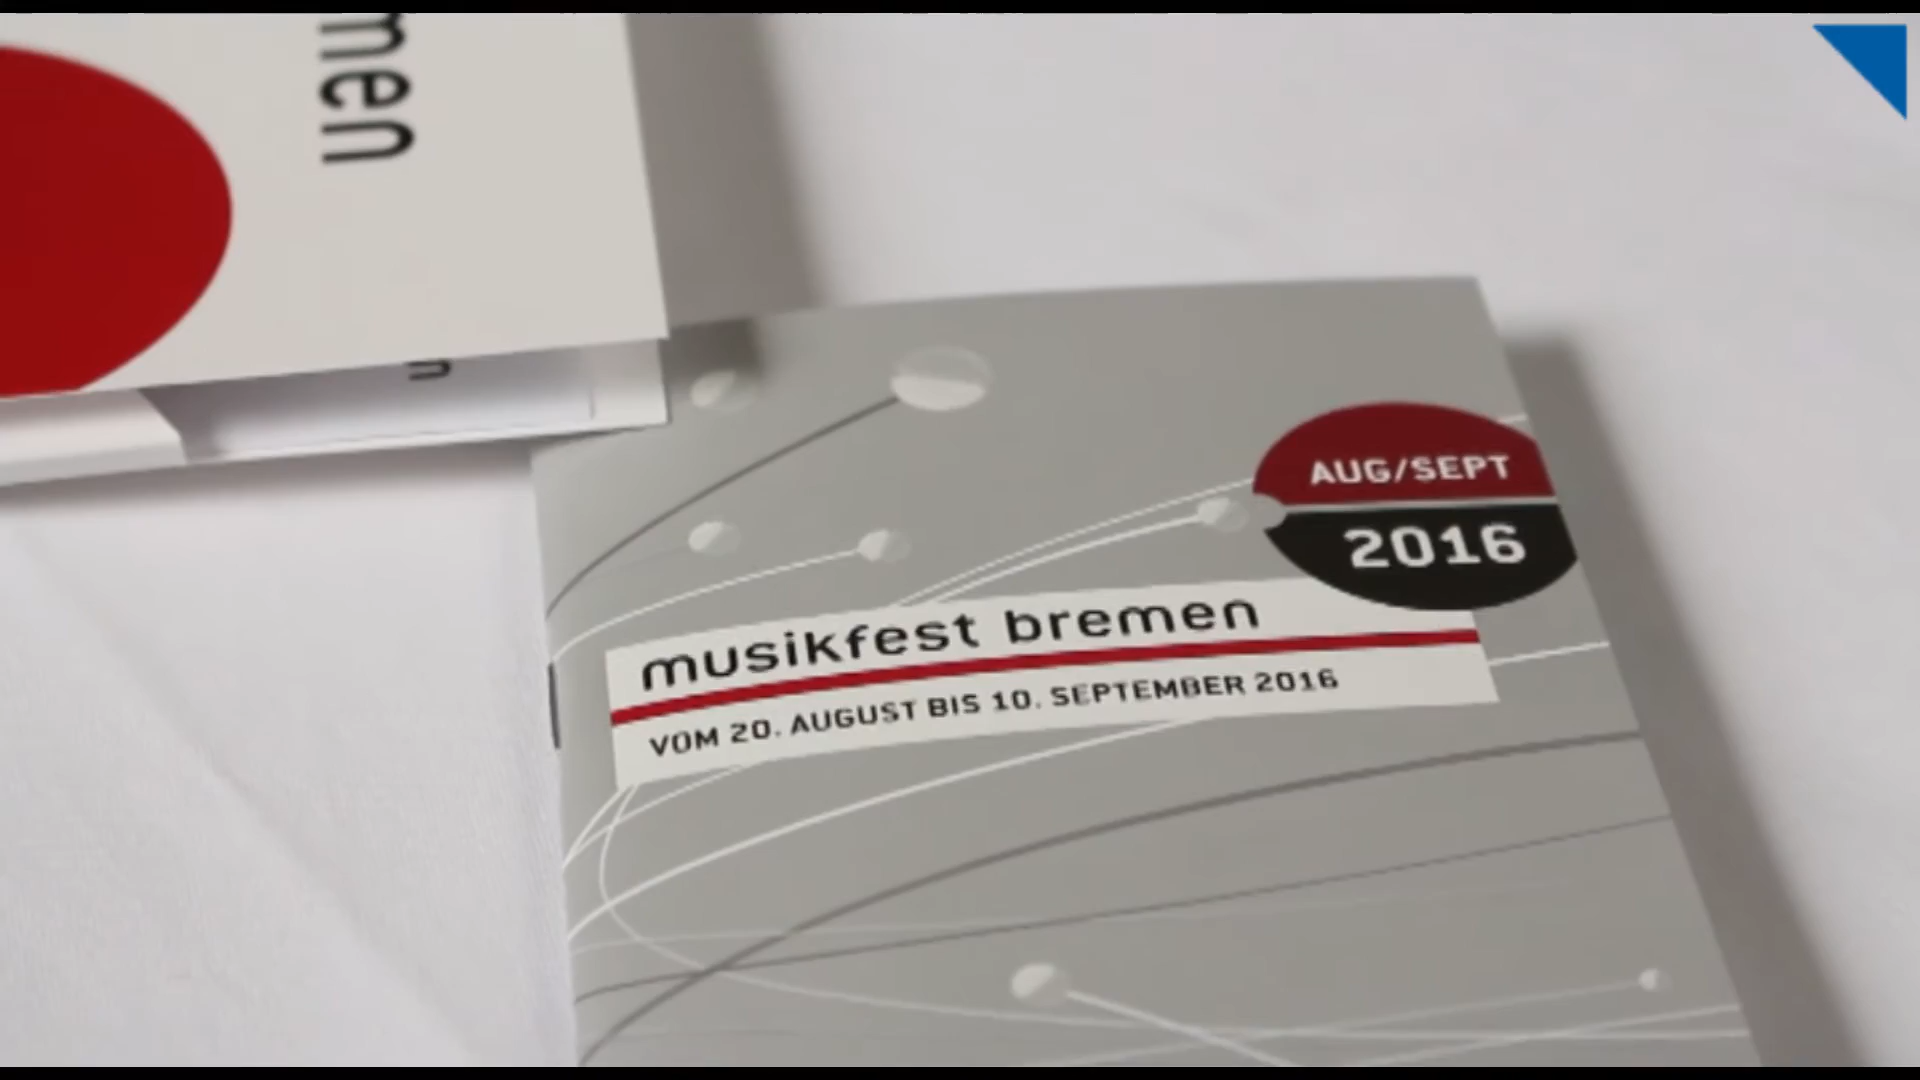 men
n
AUG/SEPT
2016
musikfest bremen
VOM 20. AUGUST BIS 10. SEPTEMBER 2016